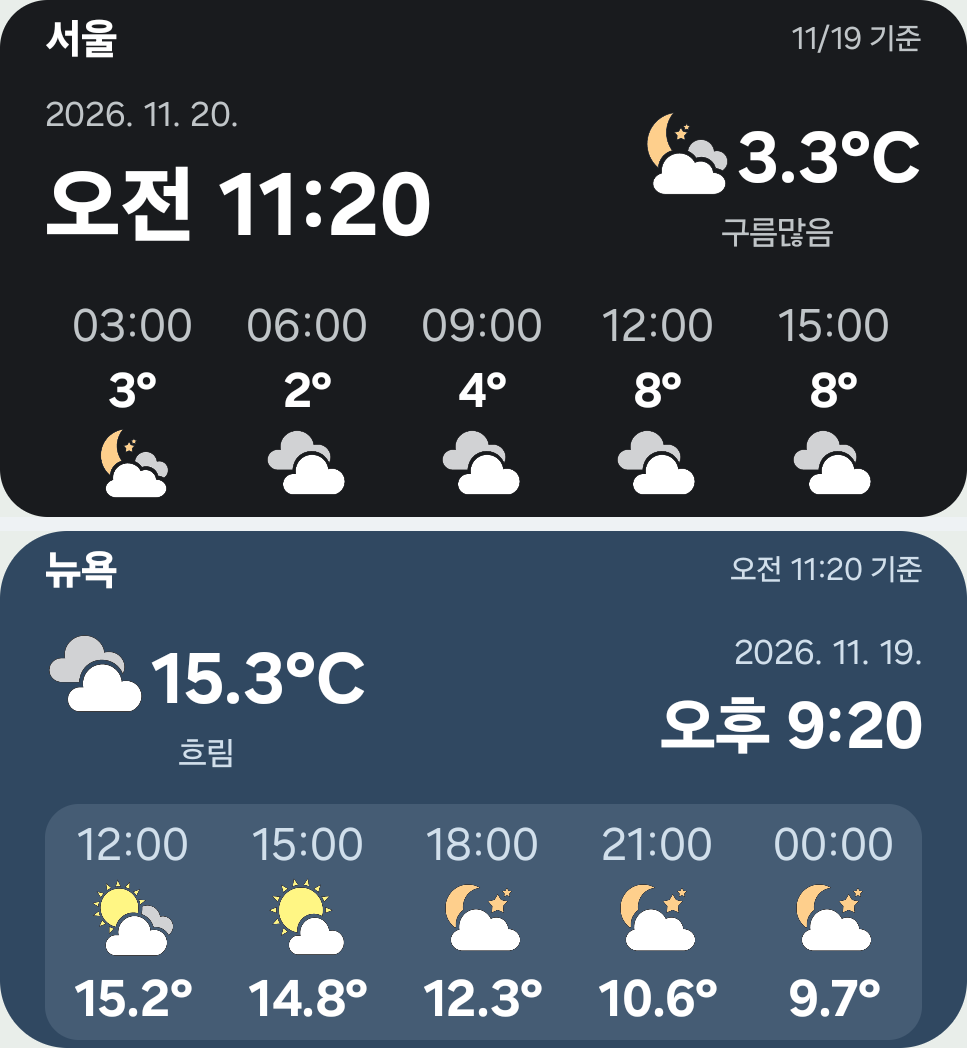 서울 11/19 기준
2026. 11. 20.
오전 11:20
3.3°C
구름많음
03:00 06:00 09:00 12:00 15:00
3° 2° 4° 8° 8°
뉴욕 오전 11:20 기준
15.3°C
흐림
2026. 11. 19.
오후 9:20
12:00 15:00 18:00 21:00 00:00
15.2° 14.8° 12.3° 10.6° 9.7°